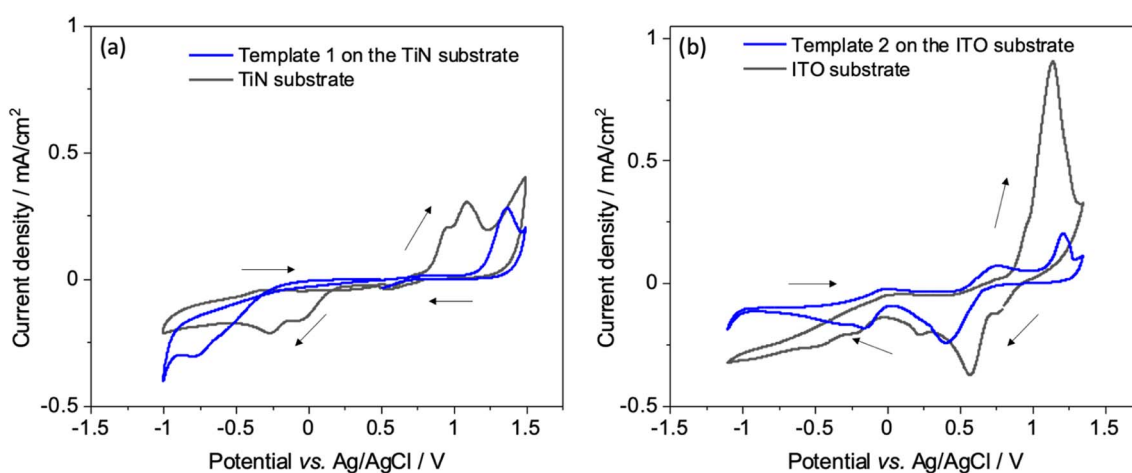 (a)
Template 1 on the TiN substrate
TiN substrate
Current density / mA/cm²
1
0.5
0
-0.5
-1.5
-1
-0.5
0
0.5
1
1.5
Potential vs. Ag/AgCl / V
(b)
Template 2 on the ITO substrate
ITO substrate
Current density / mA/cm²
1
0.5
0
-0.5
-1.5
-1
-0.5
0
0.5
1
1.5
Potential vs. Ag/AgCl / V